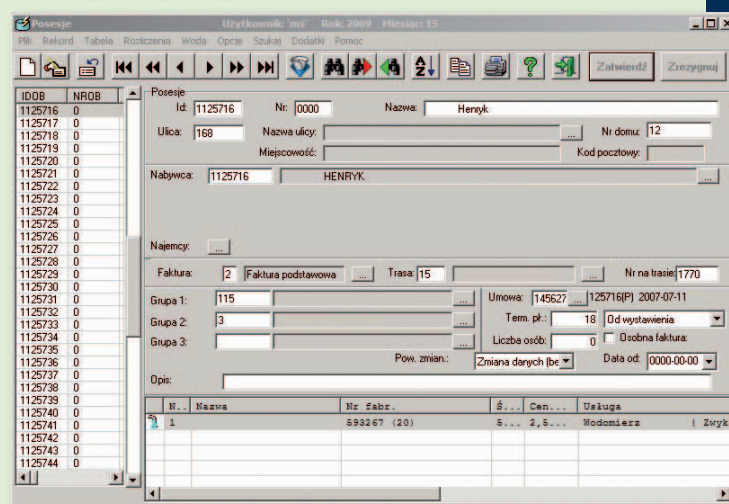 Posesje Użytkownik: 'ms' Rok: 2009 Miesiąc: 15
Plik Rekord Tabela Rozliczenia Woda Opcje Szukaj Dodatki Pomoc
Zatwierdź Zrezygnuj
IDOB NROB
1125716 0
1125717 0
1125718 0
1125719 0
1125720 0
1125721 0
1125722 0
1125723 0
1125724 0
1125725 0
1125726 0
1125727 0
1125728 0
1125729 0
1125730 0
1125731 0
1125732 0
1125733 0
1125734 0
1125735 0
1125736 0
1125737 0
1125738 0
1125739 0
1125740 0
1125741 0
1125742 0
1125743 0
1125744 0
Posesje
Id: 1125716 Nr: 0000 Nazwa: Henryk
Ulica: 168 Nazwa ulicy: ... Nr domu: 12
Miejscowość: Kod pocztowy:
Nabywca: 1125716 HENRYK ...
Najemcy: ...
Faktura: 2 Faktura podstawowa ... Trasa: 15 ... Nr na trasie: 1770
Grupa 1: 115 ... Umowa: 145627 ... 125716(P) 2007-07-11
Grupa 2: 3 ... Term. pł.: 18 Od wystawienia
Grupa 3: ... Liczba osób: 0 Osobna faktura:
Pow. zmian.: Zmiana danych (be Data od: 0000-00-00
Opis:
N.. Nazwa Nr fabr. Ś... Cen... Usługa
1 593267 (20) 5... 2,5... Wodomierz | Zwyk